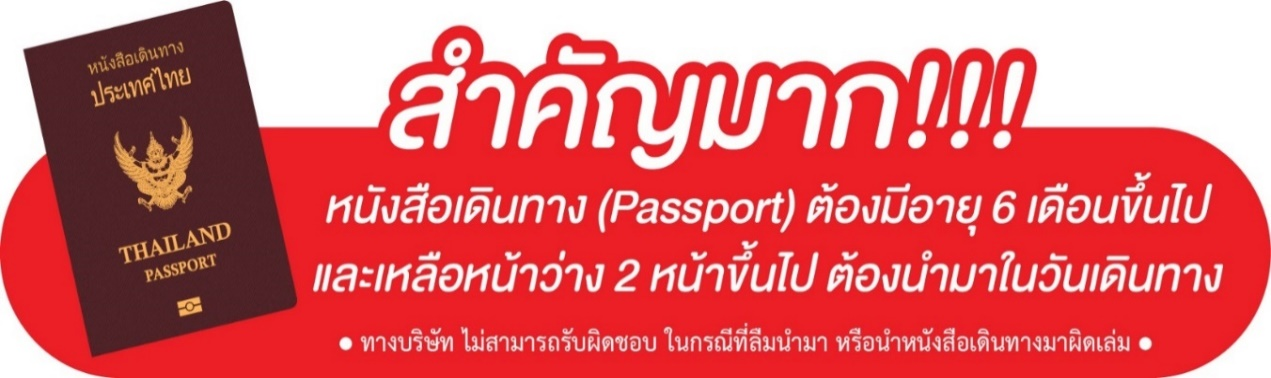 หนังสือเดินทาง
ประเทศไทย
THAILAND
PASSPORT
สำคัญมาก!!!
หนังสือเดินทาง (Passport) ต้องมีอายุ 6 เดือนขึ้นไป
และเหลือหน้าว่าง 2 หน้าขึ้นไป ต้องนำมาในวันเดินทาง
● ทางบริษัท ไม่สามารถรับผิดชอบ ในกรณีที่ลืมนำมา หรือนำหนังสือเดินทางมาผิดเล่ม ●